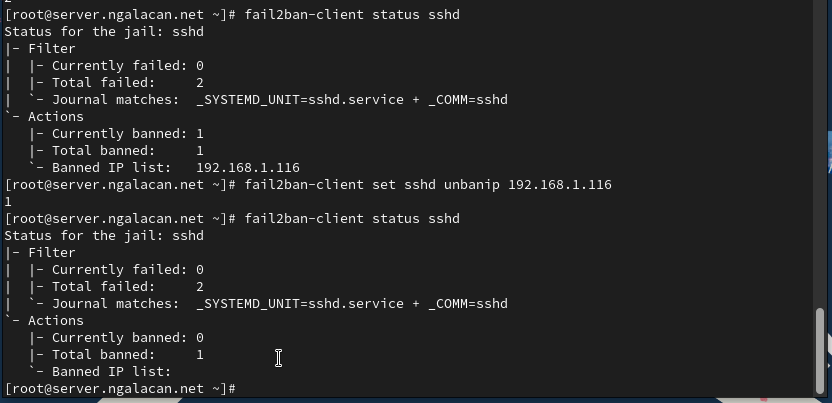 [root@server.ngalacan.net ~]# fail2ban-client status sshd
Status for the jail: sshd
|- Filter
|  |- Currently failed: 0
|  |- Total failed:     2
|  `- Journal matches:  _SYSTEMD_UNIT=sshd.service + _COMM=sshd
`- Actions
   |- Currently banned: 1
   |- Total banned:     1
   `- Banned IP list:   192.168.1.116
[root@server.ngalacan.net ~]# fail2ban-client set sshd unbanip 192.168.1.116
1
[root@server.ngalacan.net ~]# fail2ban-client status sshd
Status for the jail: sshd
|- Filter
|  |- Currently failed: 0
|  |- Total failed:     2
|  `- Journal matches:  _SYSTEMD_UNIT=sshd.service + _COMM=sshd
`- Actions
   |- Currently banned: 0
   |- Total banned:     1
   `- Banned IP list:
[root@server.ngalacan.net ~]#